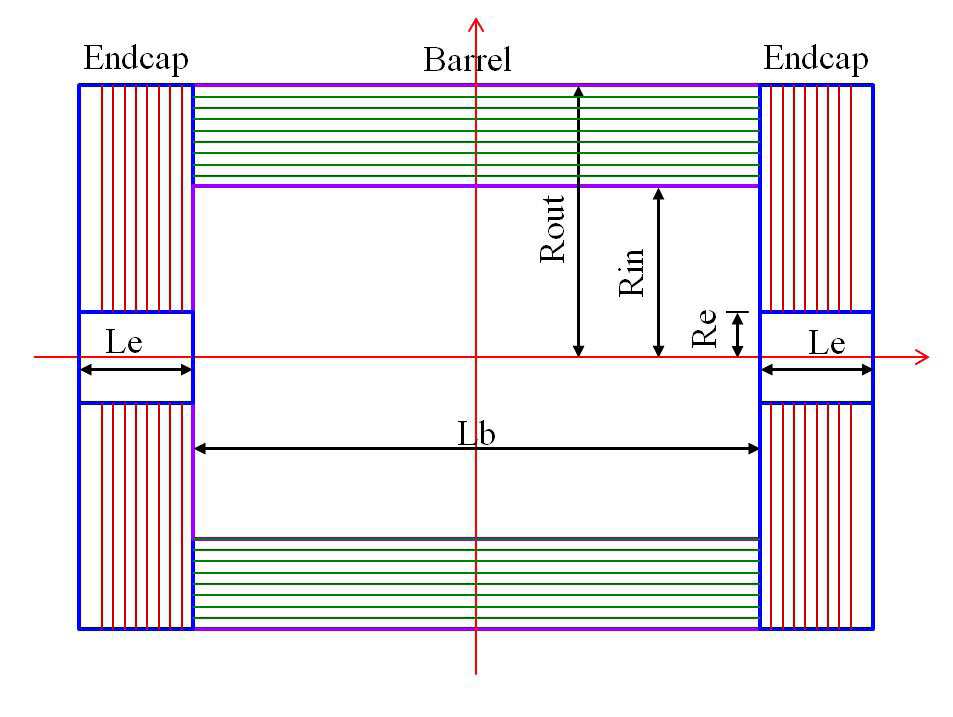 Endcap
Barrel
Endcap
Rout
Rin
Re
Le
Le
Lb